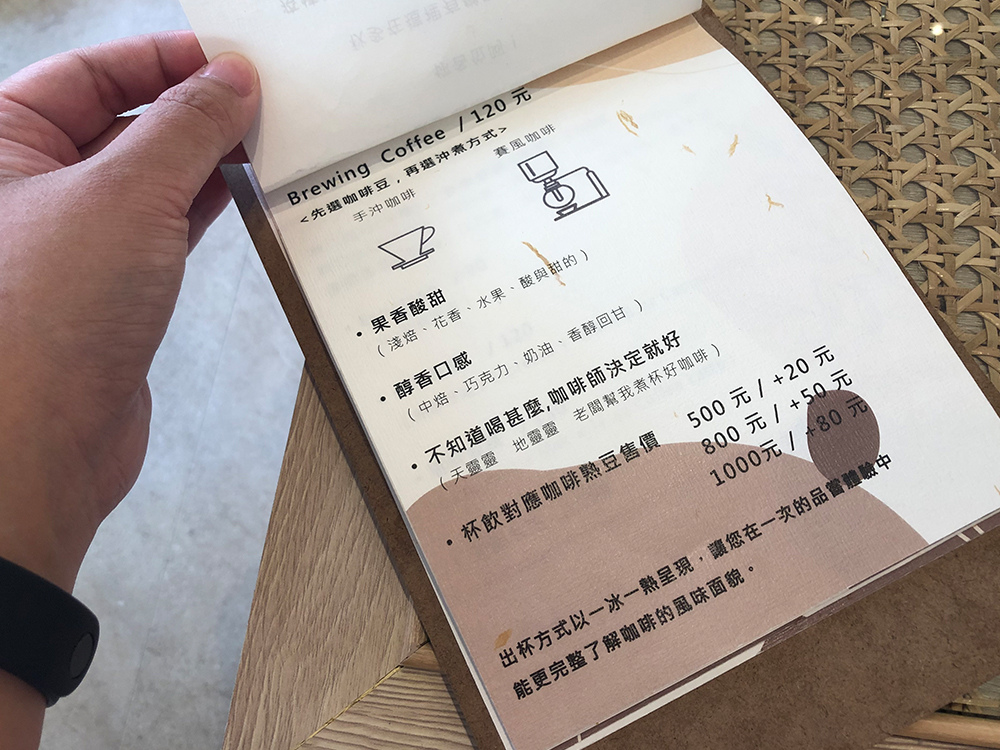 Brewing Coffee / 120 元
<先選咖啡豆，再選沖煮方式>
手沖咖啡
賽風咖啡
• 果香酸甜
（淺焙、花香、水果、酸與甜的）
• 醇香口感
（中焙、巧克力、奶油、香醇回甘）
• 不知道喝甚麼,咖啡師決定就好
（天靈靈　地靈靈　老闆幫我煮杯好咖啡）
• 杯飲對應咖啡熟豆售價
500 元 / +20 元
800 元 / +50 元
1000元 / +80 元
出杯方式以一冰一熱呈現，讓您在一次的品嘗體驗中
能更完整了解咖啡的風味面貌。